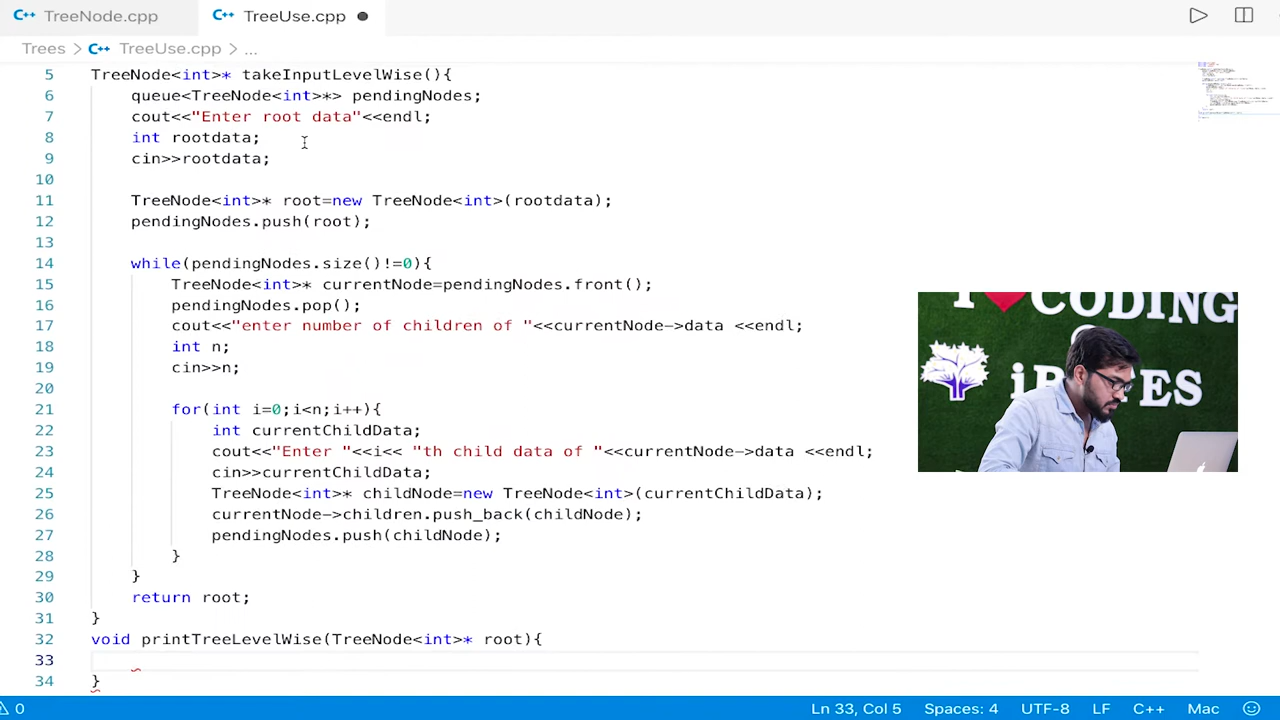 TreeNode.cpp
TreeUse.cpp
Trees > TreeUse.cpp > ...
5 TreeNode<int>* takeInputLevelWise(){
6 queue<TreeNode<int>*> pendingNodes;
7 cout<<"Enter root data"<<endl;
8 int rootdata;
9 cin>>rootdata;
10
11 TreeNode<int>* root=new TreeNode<int>(rootdata);
12 pendingNodes.push(root);
13
14 while(pendingNodes.size()!=0){
15 TreeNode<int>* currentNode=pendingNodes.front();
16 pendingNodes.pop();
17 cout<<"enter number of children of "<<currentNode->data <<endl;
18 int n;
19 cin>>n;
20
21 for(int i=0;i<n;i++){
22 int currentChildData;
23 cout<<"Enter "<<i<< "th child data of "<<currentNode->data <<endl;
24 cin>>currentChildData;
25 TreeNode<int>* childNode=new TreeNode<int>(currentChildData);
26 currentNode->children.push_back(childNode);
27 pendingNodes.push(childNode);
28 }
29 }
30 return root;
31 }
32 void printTreeLevelWise(TreeNode<int>* root){
33
34 }
CODING
0 Ln 33, Col 5 Spaces: 4 UTF-8 LF C++ Mac